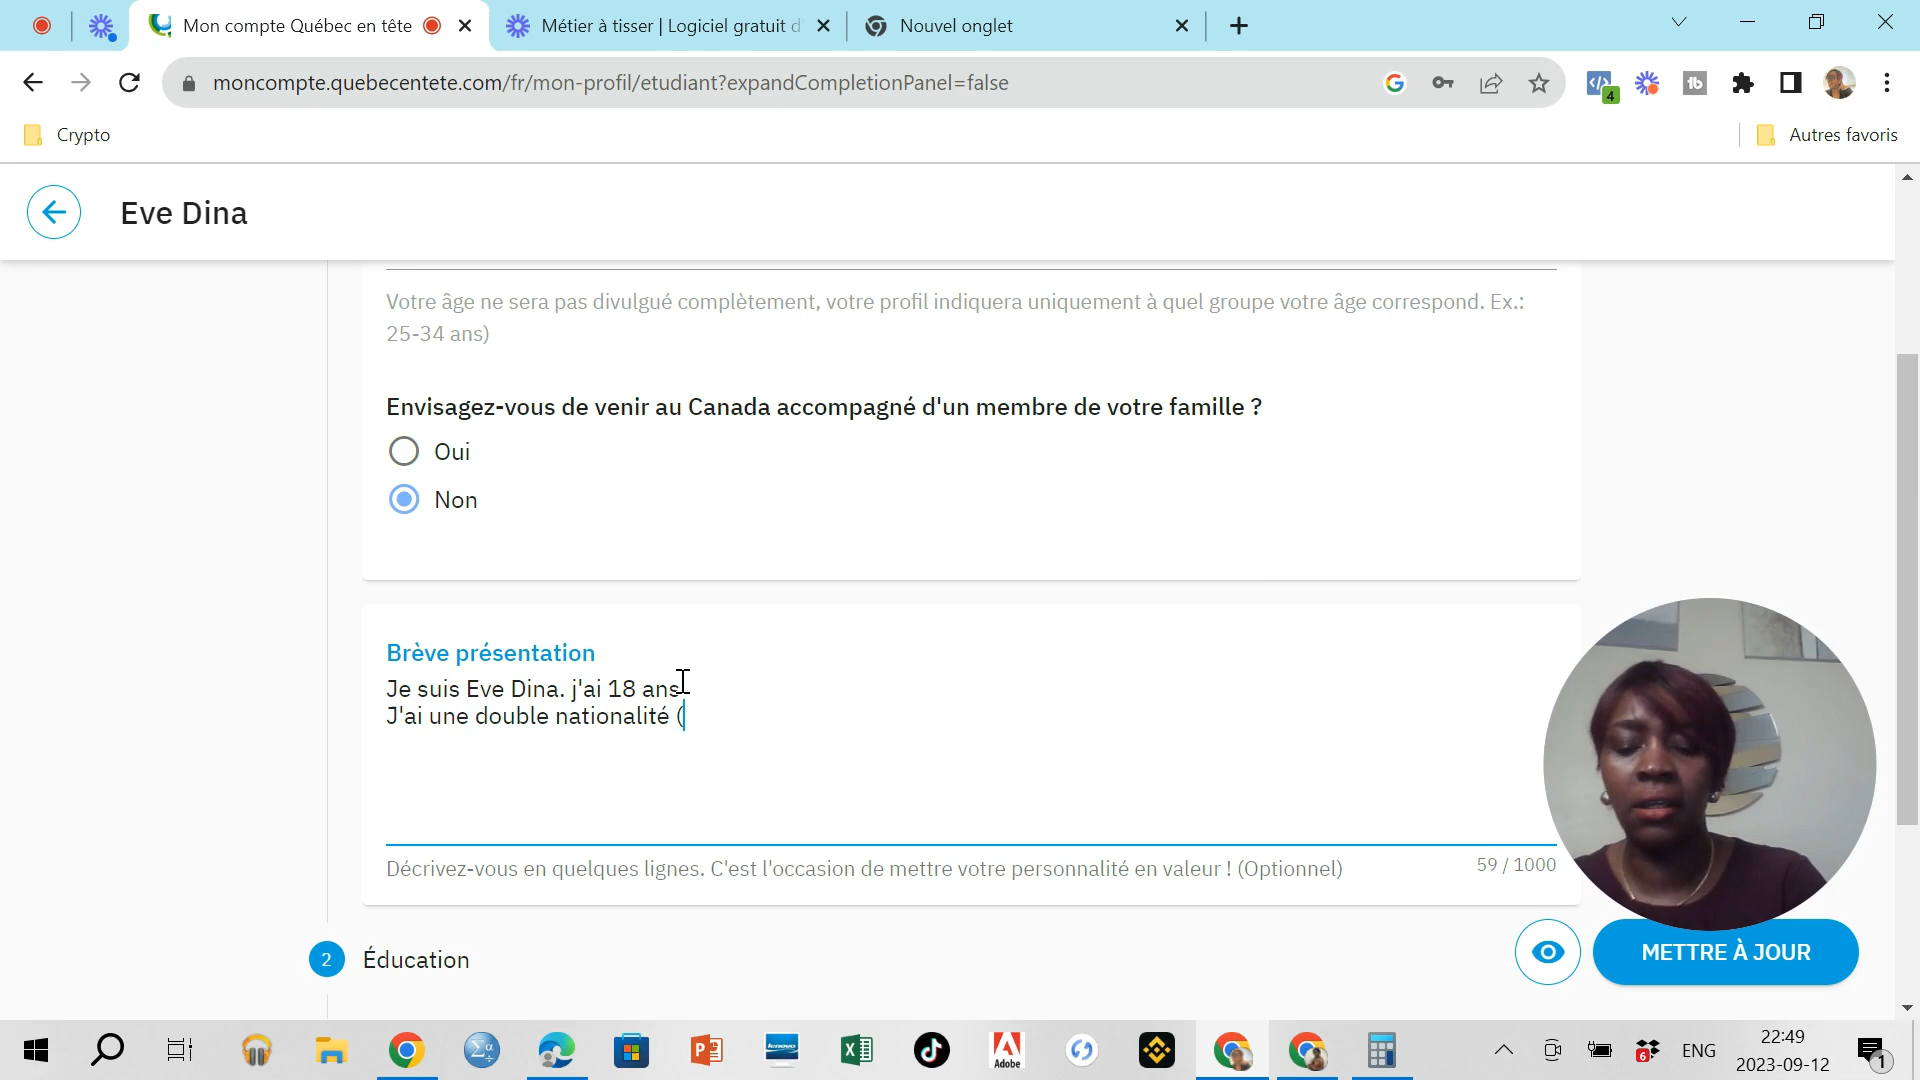 Mon compte Québec en tête
Métier à tisser | Logiciel gratuit d
Nouvel onglet
moncompte.quebecentete.com/fr/mon-profil/etudiant?expandCompletionPanel=false
4
Crypto
Autres favoris
Eve Dina
Votre âge ne sera pas divulgué complètement, votre profil indiquera uniquement à quel groupe votre âge correspond. Ex.:
25-34 ans)
Envisagez-vous de venir au Canada accompagné d'un membre de votre famille ?
Oui
Non
Brève présentation
Je suis Eve Dina. j'ai 18 ans
J'ai une double nationalité (
Décrivez-vous en quelques lignes. C'est l'occasion de mettre votre personnalité en valeur ! (Optionnel)
59 / 1000
2 Éducation
METTRE À JOUR
Σα
lenovo
Adobe
6
ENG
22:49
2023-09-12
1